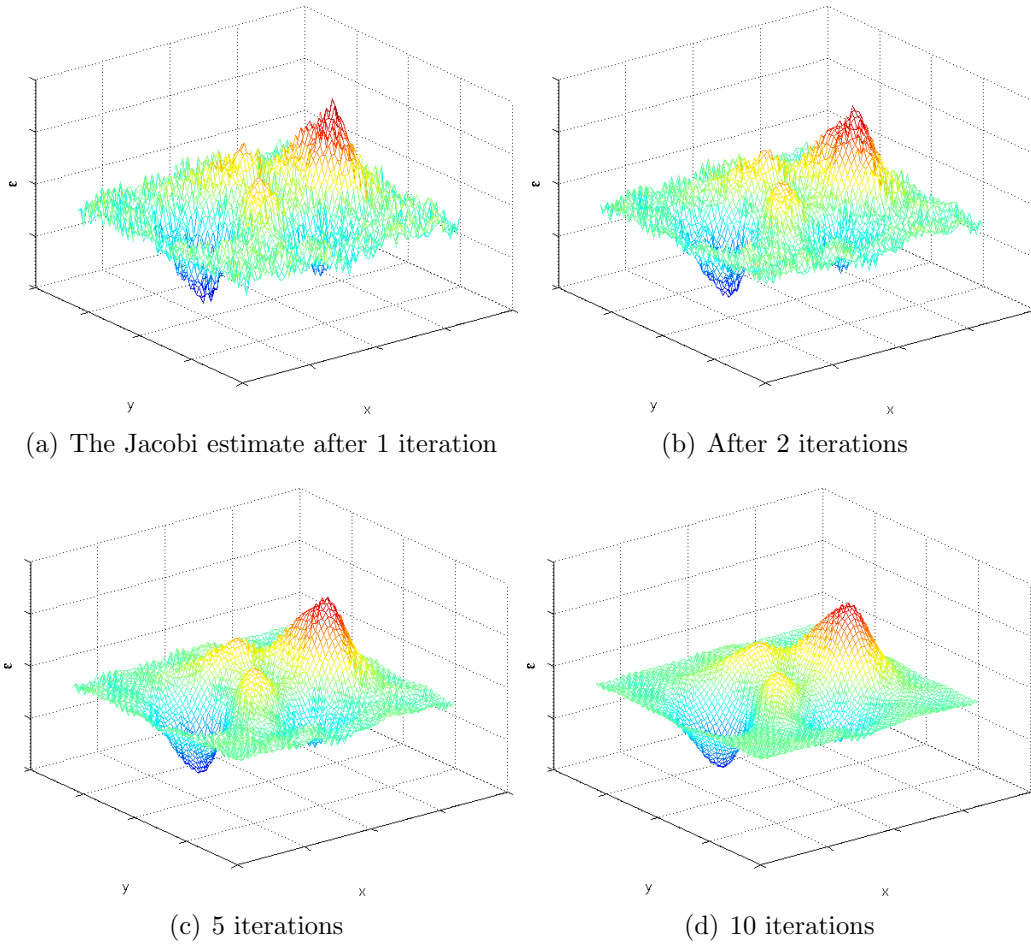 ε
y
x
ε
y
x
(a) The Jacobi estimate after 1 iteration
(b) After 2 iterations
ε
y
x
ε
y
x
(c) 5 iterations
(d) 10 iterations